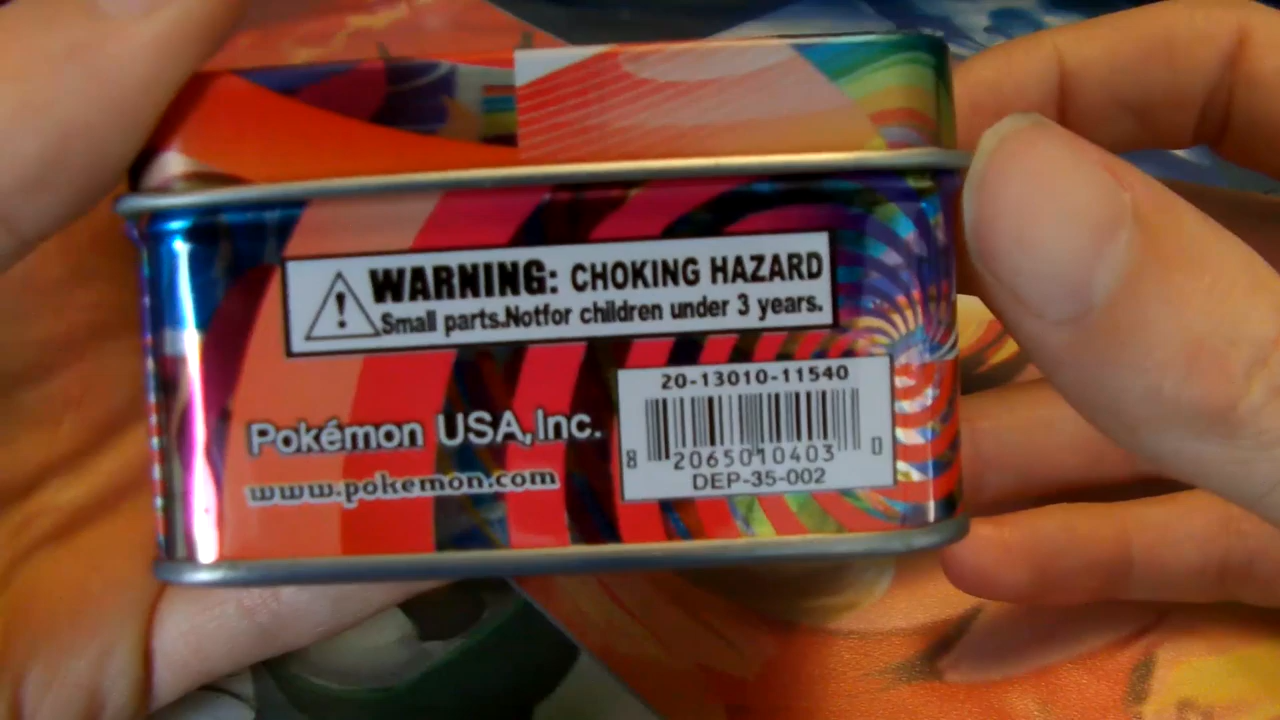 WARNING: CHOKING HAZARD
Small parts.Notfor children under 3 years.
Pokémon USA,Inc.
www.pokemon.com
20-13010-11540
8 2065010403 0
DEP-35-002